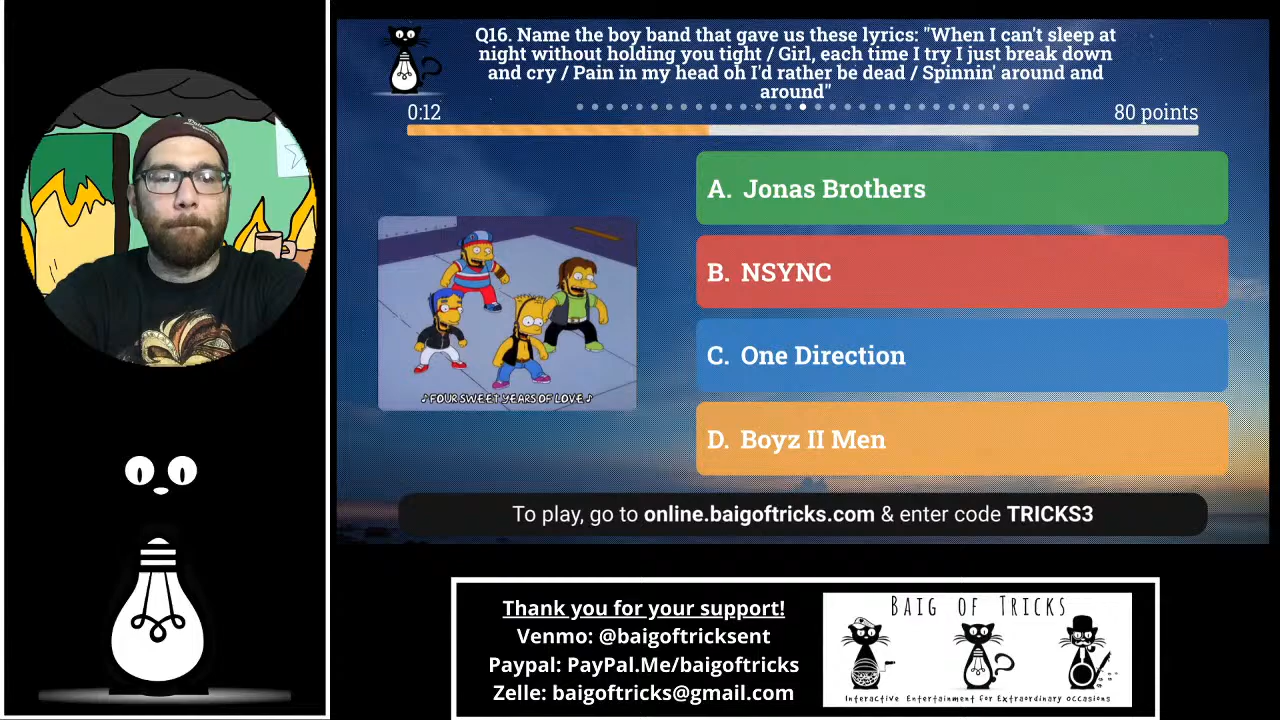 Q16. Name the boy band that gave us these lyrics: "When I can't sleep at
night without holding you tight / Girl, each time I try I just break down
and cry / Pain in my head oh I'd rather be dead / Spinnin' around and
around"
0:12
80 points
A. Jonas Brothers
B. NSYNC
C. One Direction
D. Boyz II Men
♪FOUR SWEET YEARS OF LOVE♪
To play, go to online.baigoftricks.com & enter code TRICKS3
Thank you for your support!
Venmo: @baigoftricksent
Paypal: PayPal.Me/baigoftricks
Zelle: baigoftricks@gmail.com
BAIG OF TRICKS
Interactive Entertainment for Extraordinary occasions